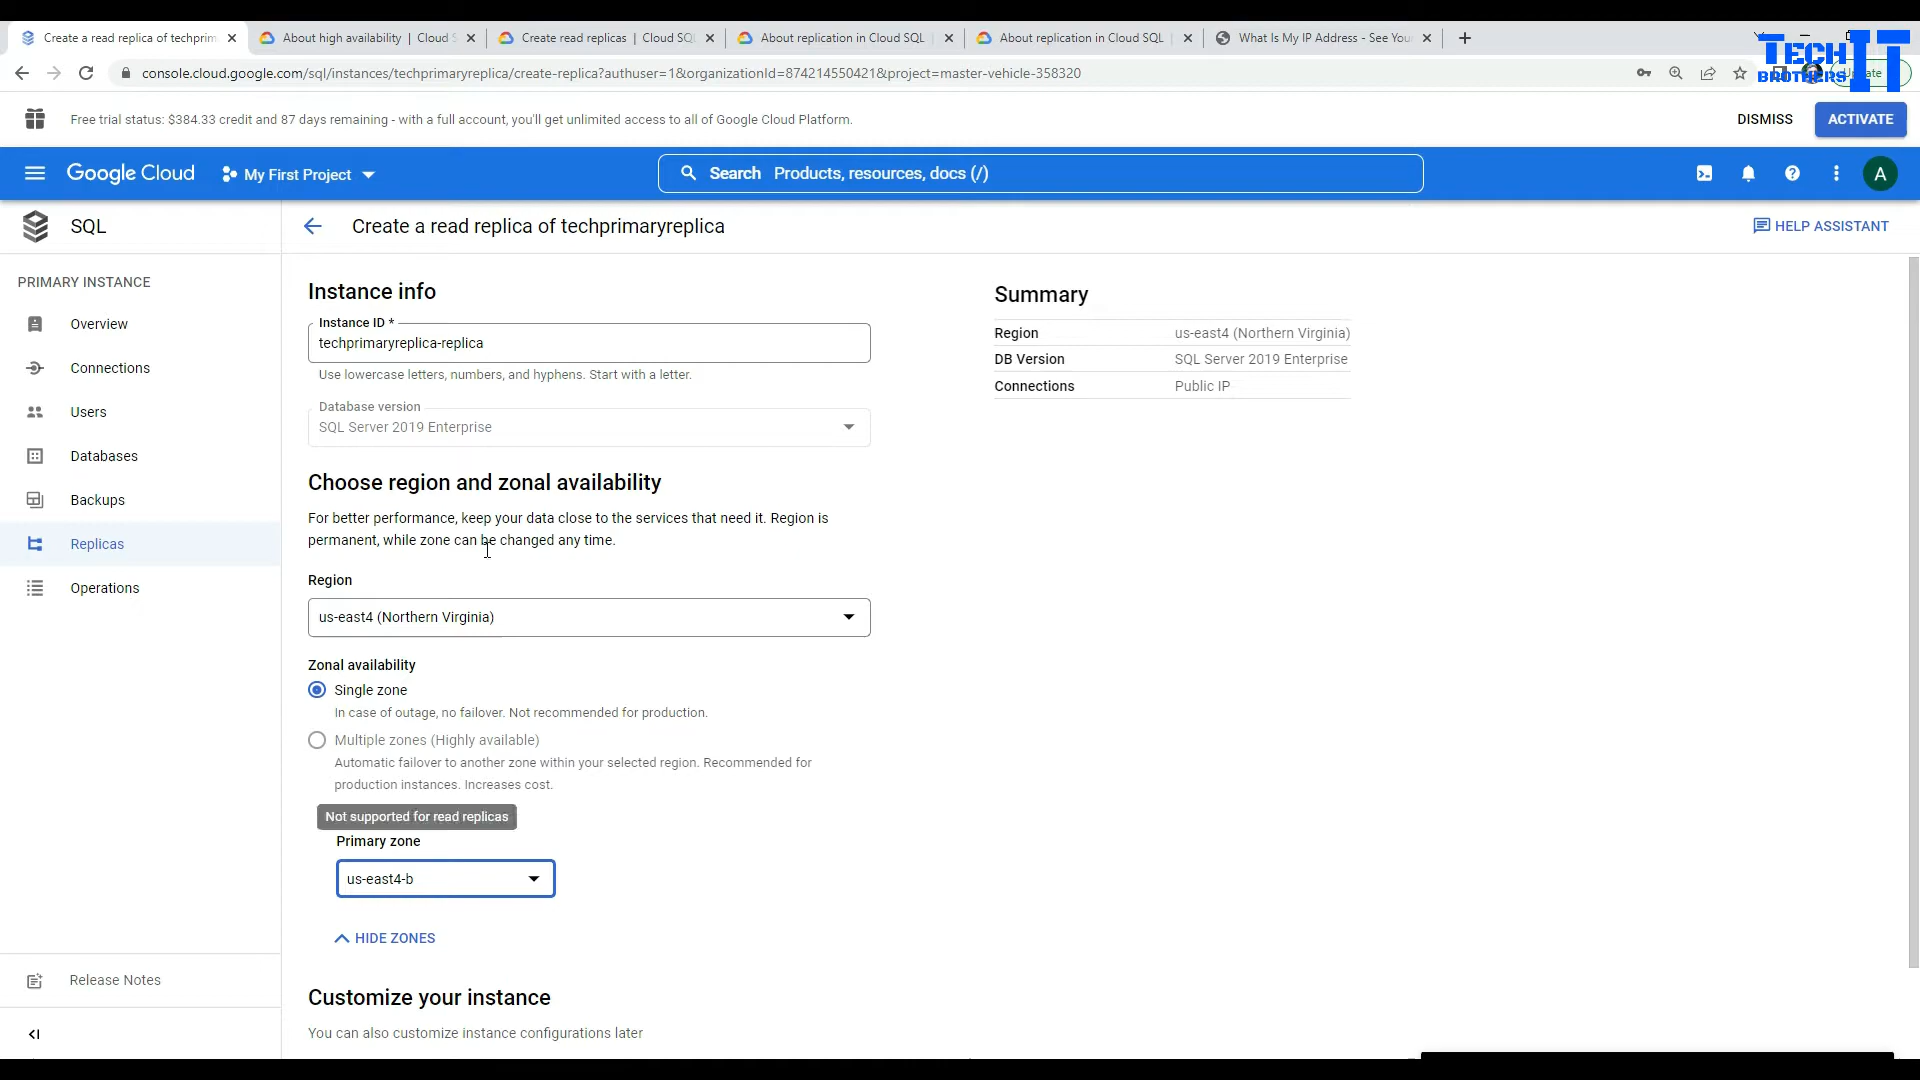 Create a read replica of techprim
About high availability | Cloud S
Create read replicas | Cloud SQ
About replication in Cloud SQL
About replication in Cloud SQL
What Is My IP Address - See You
console.cloud.google.com/sql/instances/techprimaryreplica/create-replica?authuser=1&organizationId=874214550421&project=master-vehicle-358320
TECH IT
BROTHERS
Free trial status: $384.33 credit and 87 days remaining - with a full account, you'll get unlimited access to all of Google Cloud Platform.
DISMISS
ACTIVATE
Google Cloud
My First Project
Search Products, resources, docs (/)
A
SQL
Create a read replica of techprimaryreplica
HELP ASSISTANT
PRIMARY INSTANCE
Overview
Connections
Users
Databases
Backups
Replicas
Operations
Release Notes
Instance info
Instance ID *
techprimaryreplica-replica
Use lowercase letters, numbers, and hyphens. Start with a letter.
Database version
SQL Server 2019 Enterprise
Choose region and zonal availability
For better performance, keep your data close to the services that need it. Region is
permanent, while zone can be changed any time.
Region
us-east4 (Northern Virginia)
Zonal availability
Single zone
In case of outage, no failover. Not recommended for production.
Multiple zones (Highly available)
Automatic failover to another zone within your selected region. Recommended for
production instances. Increases cost.
Not supported for read replicas
Primary zone
us-east4-b
HIDE ZONES
Customize your instance
You can also customize instance configurations later
Summary
Region us-east4 (Northern Virginia)
DB Version SQL Server 2019 Enterprise
Connections Public IP